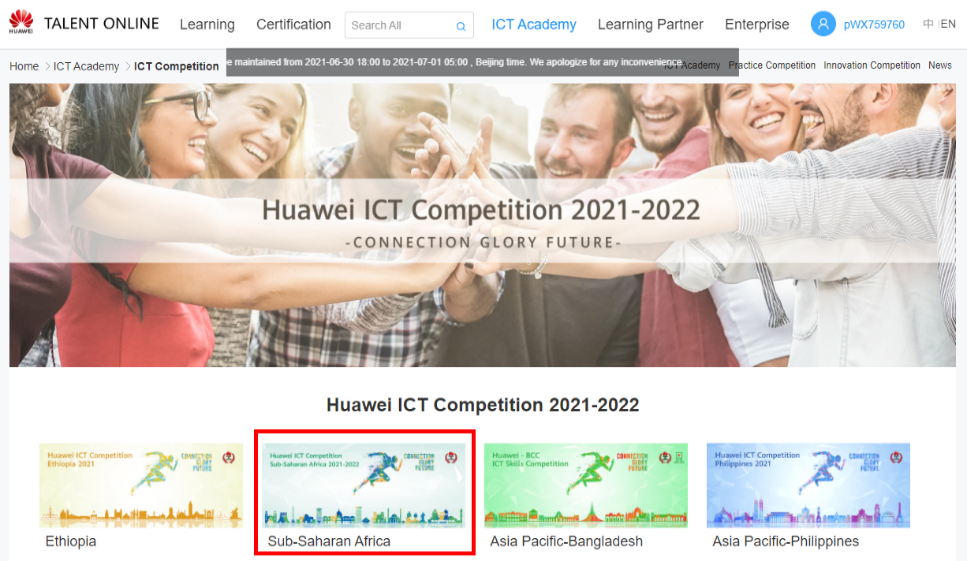 HUAWEI
TALENT ONLINE Learning Certification Search All ICT Academy Learning Partner Enterprise pWX759760 中 | EN
Home > ICT Academy > ICT Competition
e maintained from 2021-06-30 18:00 to 2021-07-01 05:00 , Beijing time. We apologize for any inconvenience.
ICT Academy Practice Competition Innovation Competition News
Huawei ICT Competition 2021-2022
-CONNECTION GLORY FUTURE-
Huawei ICT Competition 2021-2022
Huawei ICT Competition
Ethiopia 2021
CONNECTION
GLORY
FUTURE
Ethiopia
Huawei ICT Competition
Sub-Saharan Africa 2021-2022
CONNECTION
GLORY
FUTURE
Sub-Saharan Africa
Huawei - BCC
ICT Skills Competition
CONNECTION
GLORY
FUTURE
Asia Pacific-Bangladesh
Huawei ICT Competition
Philippines 2021
CONNECTION
GLORY
FUTURE
Asia Pacific-Philippines